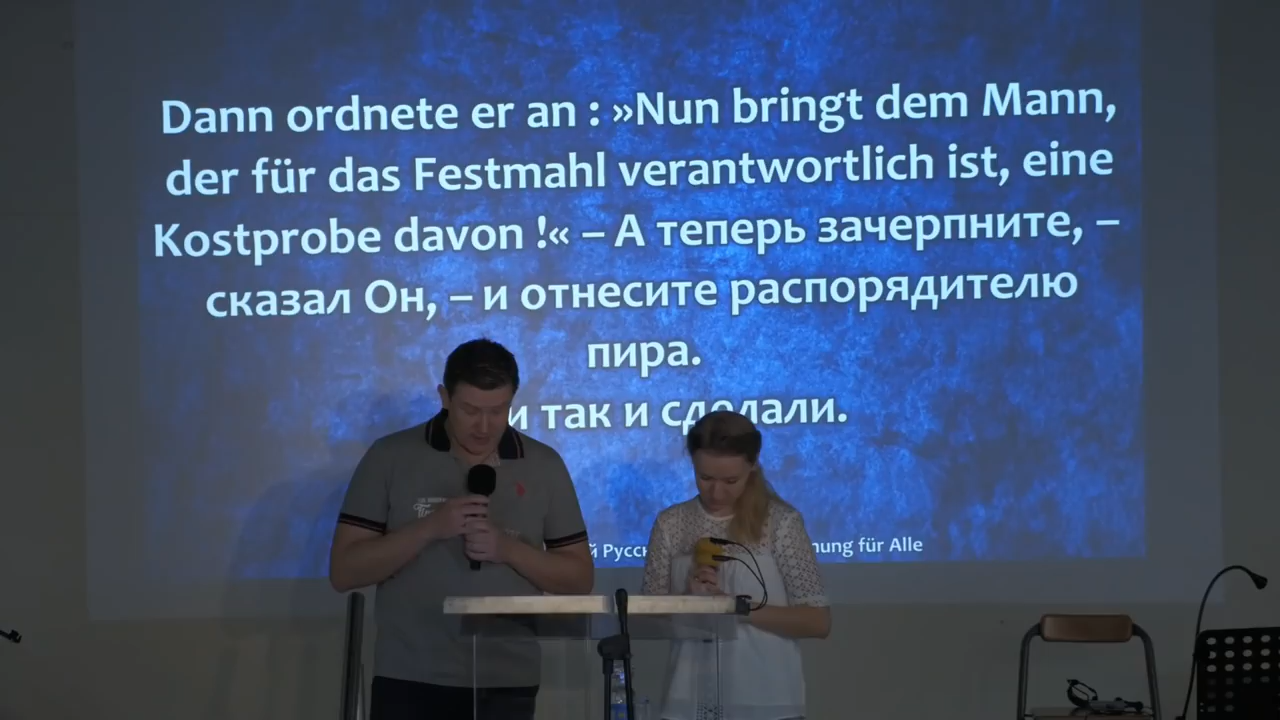 Dann ordnete er an : »Nun bringt dem Mann,
der für das Festmahl verantwortlich ist, eine
Kostprobe davon !« – А теперь зачерпните, –
сказал Он, – и отнесите распорядителю
пира.
и так и сделали.
für Alle